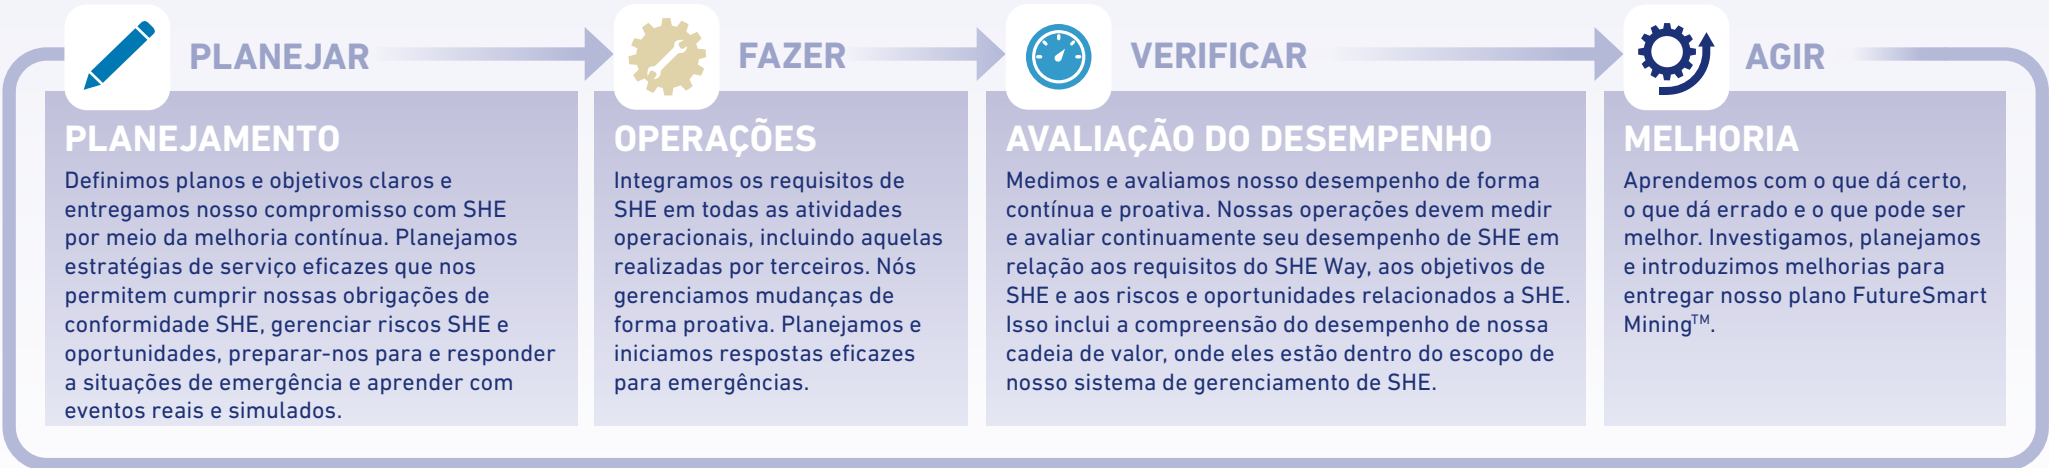 PLANEJAR
FAZER
VERIFICAR
AGIR
PLANEJAMENTO
Definimos planos e objetivos claros e
entregamos nosso compromisso com SHE
por meio da melhoria contínua. Planejamos
estratégias de serviço eficazes que nos
permitem cumprir nossas obrigações de
conformidade SHE, gerenciar riscos SHE e
oportunidades, preparar-nos para e responder
a situações de emergência e aprender com
eventos reais e simulados.
OPERAÇÕES
Integramos os requisitos de
SHE em todas as atividades
operacionais, incluindo aquelas
realizadas por terceiros. Nós
gerenciamos mudanças de
forma proativa. Planejamos e
iniciamos respostas eficazes
para emergências.
AVALIAÇÃO DO DESEMPENHO
Medimos e avaliamos nosso desempenho de forma
contínua e proativa. Nossas operações devem medir
e avaliar continuamente seu desempenho de SHE em
relação aos requisitos do SHE Way, aos objetivos de
SHE e aos riscos e oportunidades relacionados a SHE.
Isso inclui a compreensão do desempenho de nossa
cadeia de valor, onde eles estão dentro do escopo de
nosso sistema de gerenciamento de SHE.
MELHORIA
Aprendemos com o que dá certo,
o que dá errado e o que pode ser
melhor. Investigamos, planejamos
e introduzimos melhorias para
entregar nosso plano FutureSmart
Mining™.